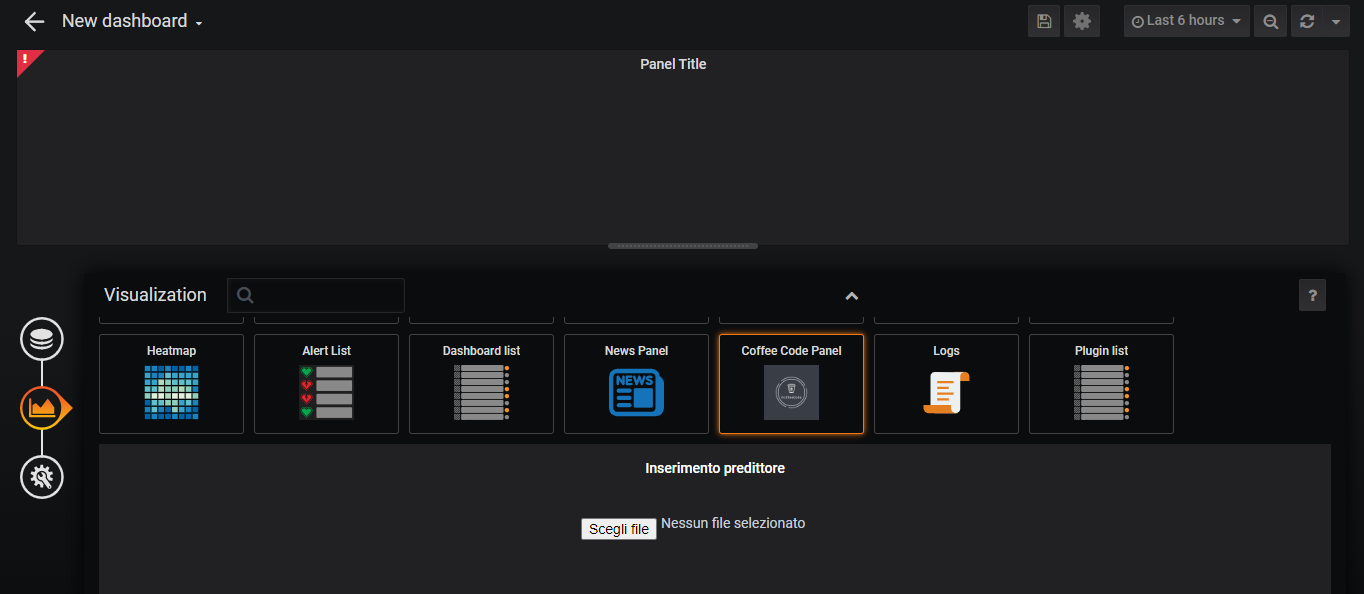 New dashboard
Last 6 hours
!
Panel Title
Visualization
?
Heatmap
Alert List
Dashboard list
News Panel
Coffee Code Panel
Logs
Plugin list
NEWS
Inserimento predittore
Scegli file Nessun file selezionato